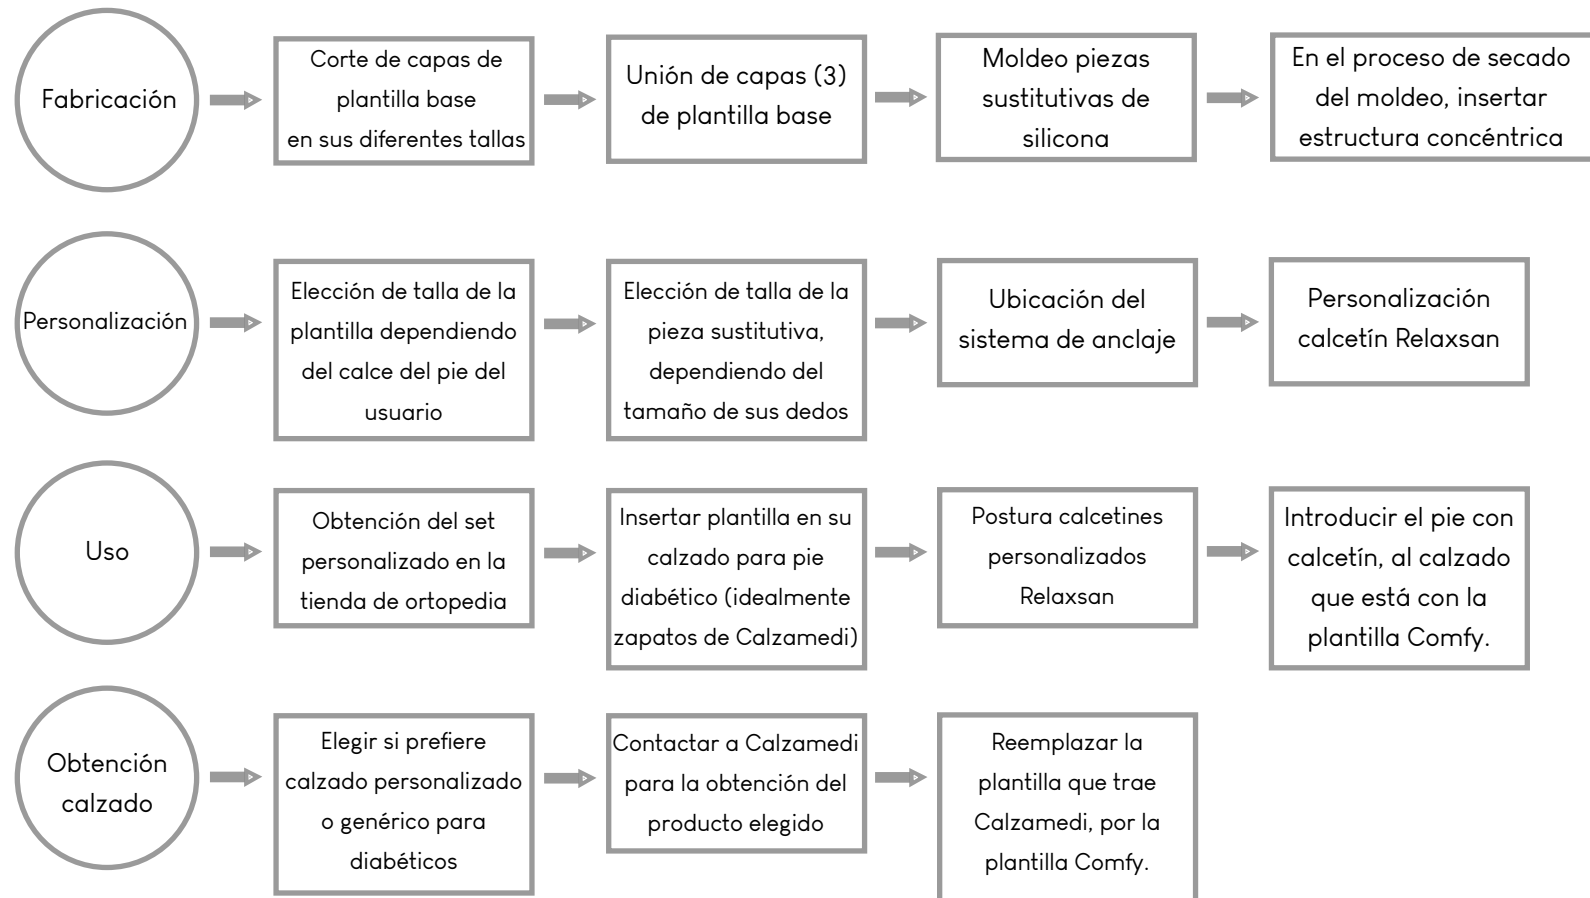 Fabricación
Corte de capas de
plantilla base
en sus diferentes tallas
Unión de capas (3)
de plantilla base
Moldeo piezas
sustitutivas de
silicona
En el proceso de secado
del moldeo, insertar
estructura concéntrica
Personalización
Elección de talla de la
plantilla dependiendo
del calce del pie del
usuario
Elección de talla de la
pieza sustitutiva,
dependiendo del
tamaño de sus dedos
Ubicación del
sistema de anclaje
Personalización
calcetín Relaxsan
Uso
Obtención del set
personalizado en la
tienda de ortopedia
Insertar plantilla en su
calzado para pie
diabético (idealmente
zapatos de Calzamedi)
Postura calcetines
personalizados
Relaxsan
Introducir el pie con
calcetín, al calzado
que está con la
plantilla Comfy.
Obtención
calzado
Elegir si prefiere
calzado personalizado
o genérico para
diabéticos
Contactar a Calzamedi
para la obtención del
producto elegido
Reemplazar la
plantilla que trae
Calzamedi, por la
plantilla Comfy.